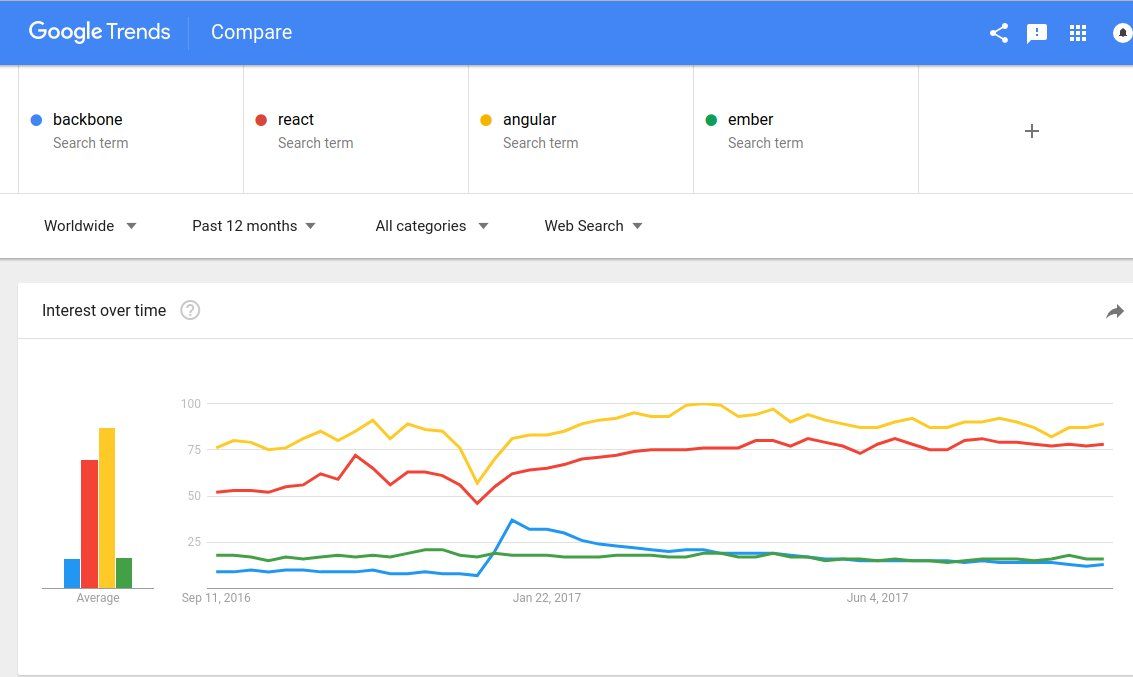 Google Trends Compare
backbone
Search term
react
Search term
angular
Search term
ember
Search term
+
Worldwide Past 12 months All categories Web Search
Interest over time ?
100
75
50
25
Average Sep 11, 2016 Jan 22, 2017 Jun 4, 2017